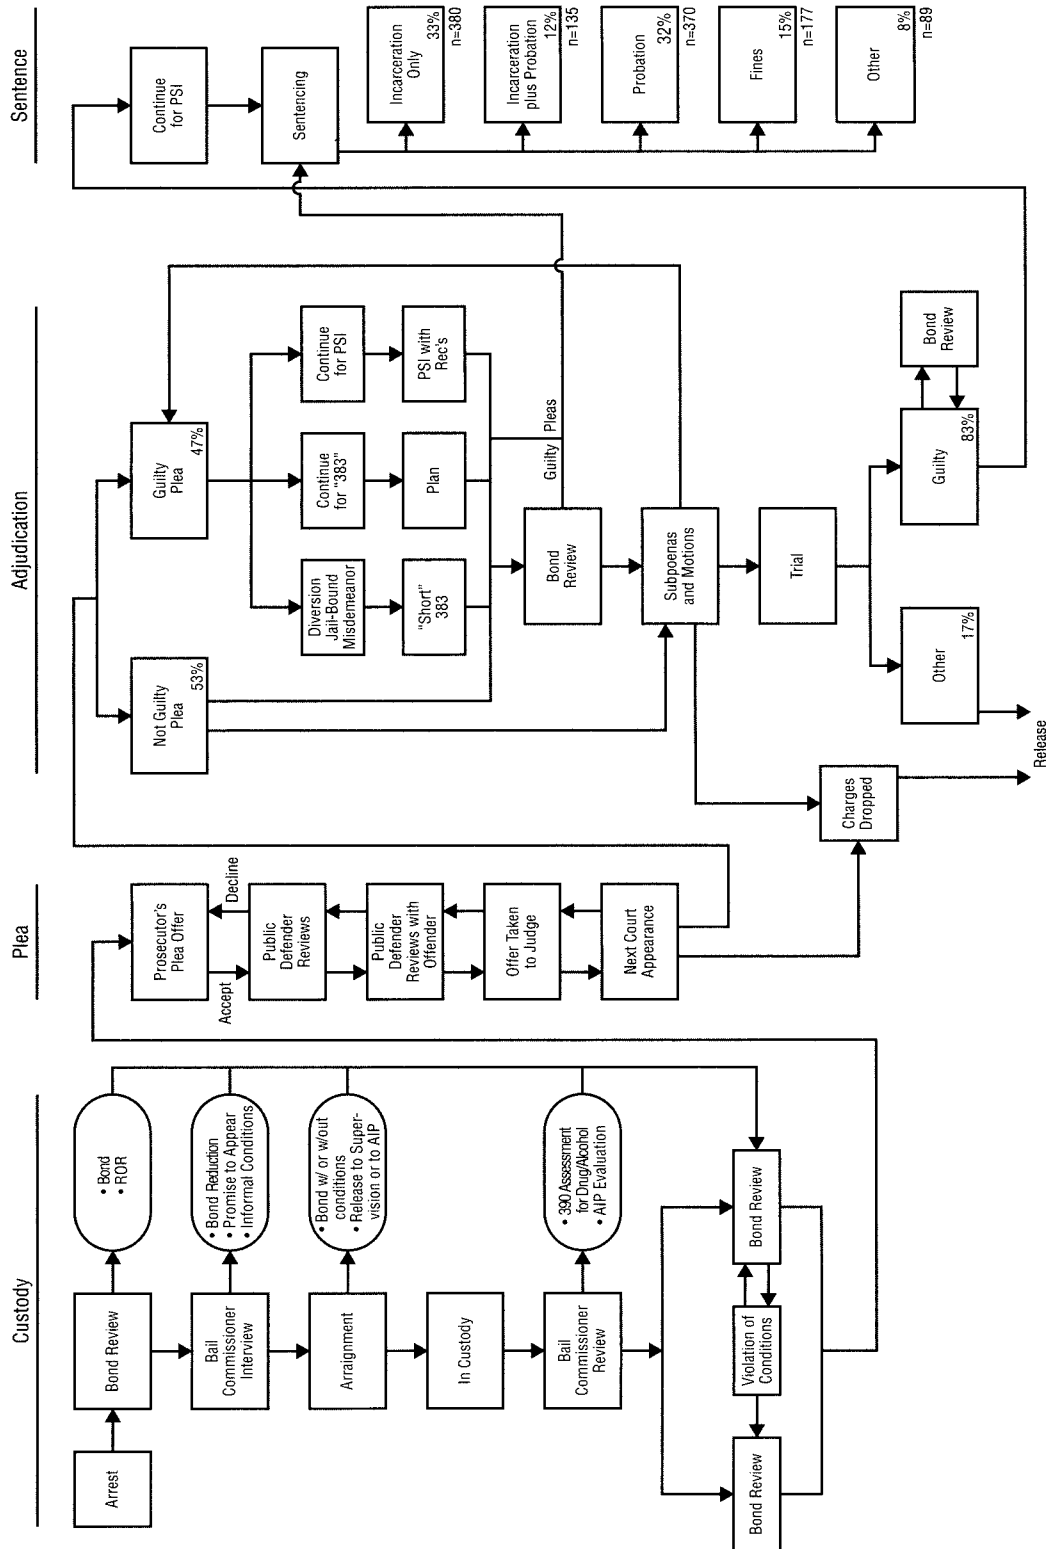 Custody
Arrest
Bond Review
• Bond
• ROR
Bail
Commissioner
Interview
• Bond Reduction
• Promise to Appear
• Informal Conditions
Arraignment
• Bond w/ or w/out
conditions
• Release to Super-
vision or to AIP
In Custody
Bail
Commissioner
Review
• 390 Assessment
for Drug/Alcohol
• AIP Evaluation
Bond Review
Violation of
Conditions
Bond Review
Plea
Prosecutor's
Plea Offer
Accept
Decline
Public
Defender
Reviews
Public
Defender
Reviews with
Offender
Offer Taken
to Judge
Next Court
Appearance
Charges
Dropped
Release
Adjudication
Not Guilty
Plea
53%
Guilty
Plea
47%
Diversion
Jail-Bound
Misdemeanor
Continue
for "383"
Continue
for PSI
"Short"
383
Plan
PSI with
Rec's
Guilty Pleas
Bond
Review
Subpoenas
and Motions
Trial
Other
17%
Guilty
83%
Bond
Review
Sentence
Continue
for PSI
Sentencing
Incarceration
Only
33%
n=380
Incarceration
plus Probation
12%
n=135
Probation
32%
n=370
Fines
15%
n=177
Other
8%
n=89